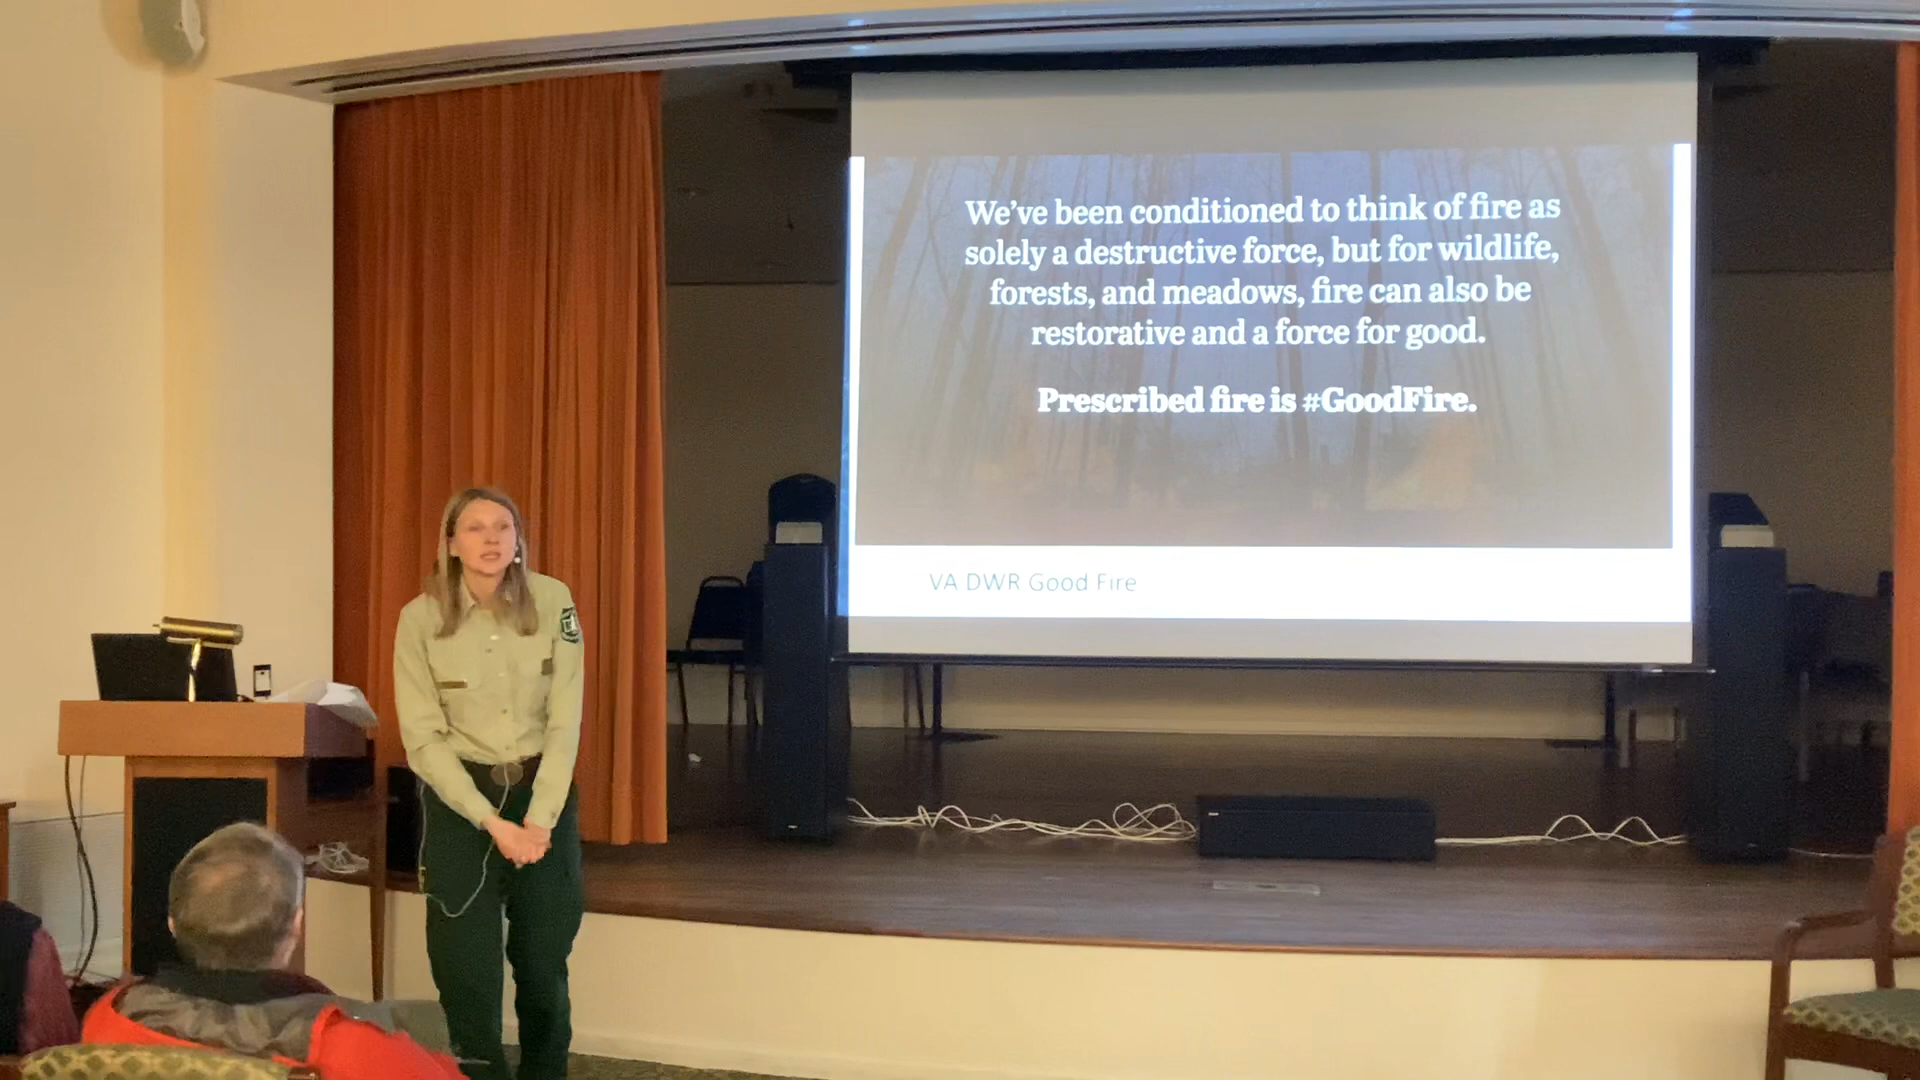 We've been conditioned to think of fire as
solely a destructive force, but for wildlife,
forests, and meadows, fire can also be
restorative and a force for good.
Prescribed fire is #GoodFire.
VA DWR Good Fire